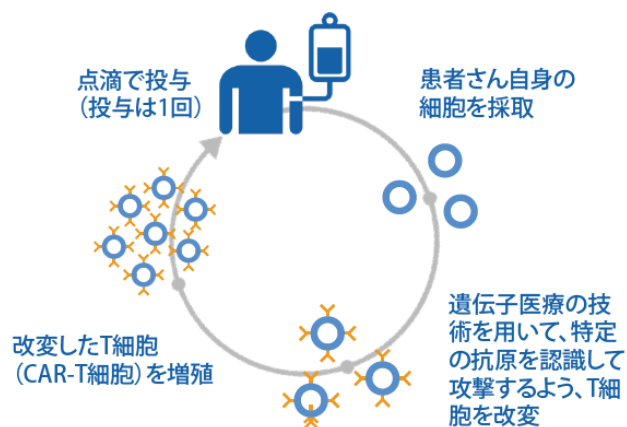 点滴で投与
（投与は1回）
患者さん自身の
細胞を採取
遺伝子医療の技
術を用いて、特定
の抗原を認識して
攻撃するよう、T細
胞を改変
改変したT細胞
（CAR-T細胞）を増殖